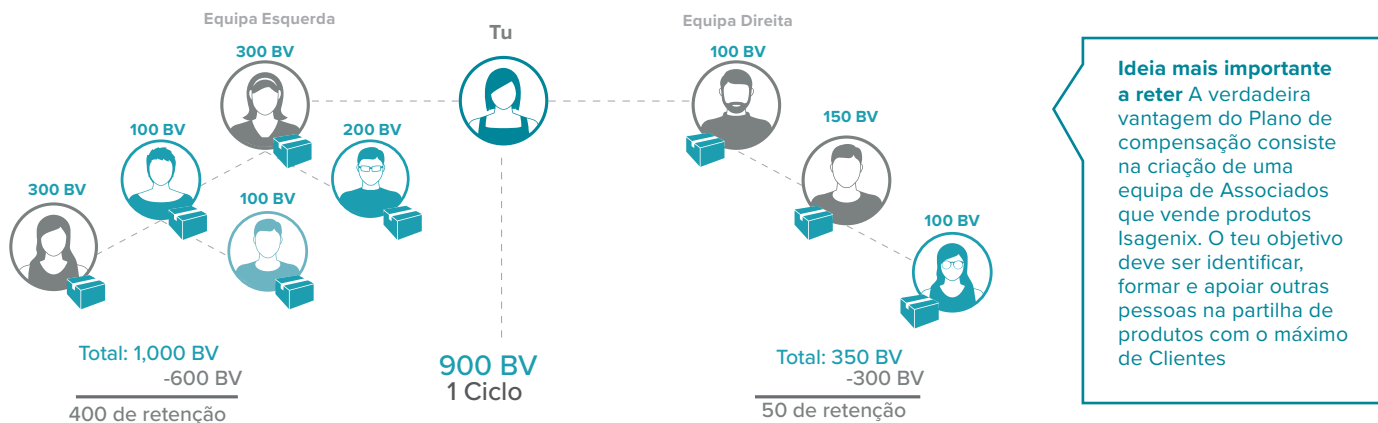 Equipa Esquerda
Tu
Equipa Direita
300 BV
100 BV
100 BV
200 BV
150 BV
300 BV
100 BV
100 BV
Total: 1,000 BV
-600 BV
400 de retenção
900 BV
1 Ciclo
Total: 350 BV
-300 BV
50 de retenção
Ideia mais importante
a reter A verdadeira
vantagem do Plano de
compensação consiste
na criação de uma
equipa de Associados
que vende produtos
Isagenix. O teu objetivo
deve ser identificar,
formar e apoiar outras
pessoas na partilha de
produtos com o máximo
de Clientes